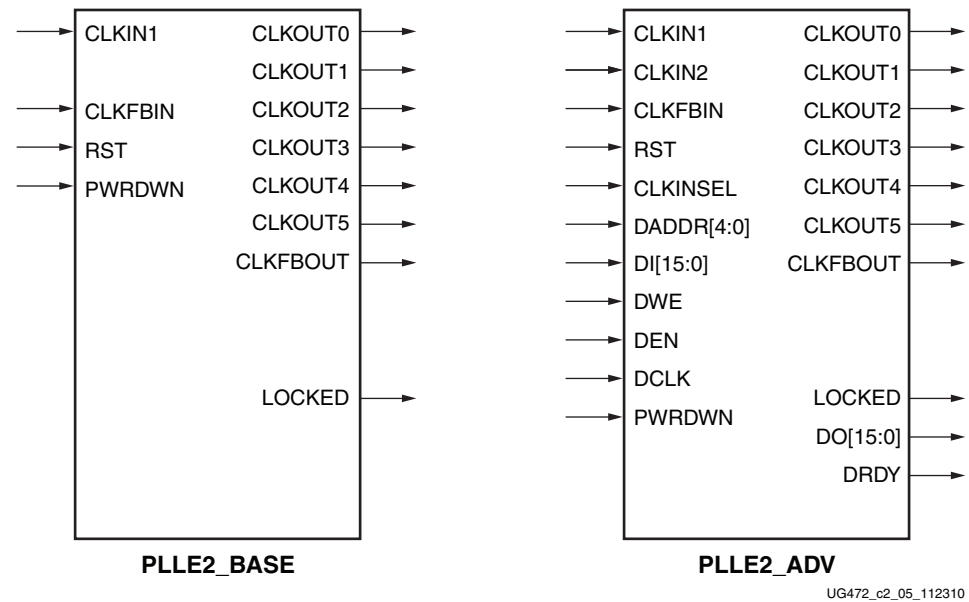 CLKIN1 CLKOUT0
CLKOUT1
CLKFBIN CLKOUT2
RST CLKOUT3
PWRDWN CLKOUT4
CLKOUT5
CLKFBOUT
LOCKED
PLLE2_BASE
CLKIN1 CLKOUT0
CLKIN2 CLKOUT1
CLKFBIN CLKOUT2
RST CLKOUT3
CLKINSEL CLKOUT4
DADDR[4:0] CLKOUT5
DI[15:0] CLKFBOUT
DWE
DEN
DCLK LOCKED
PWRDWN
DO[15:0]
DRDY
PLLE2_ADV
UG472_c2_05_112310